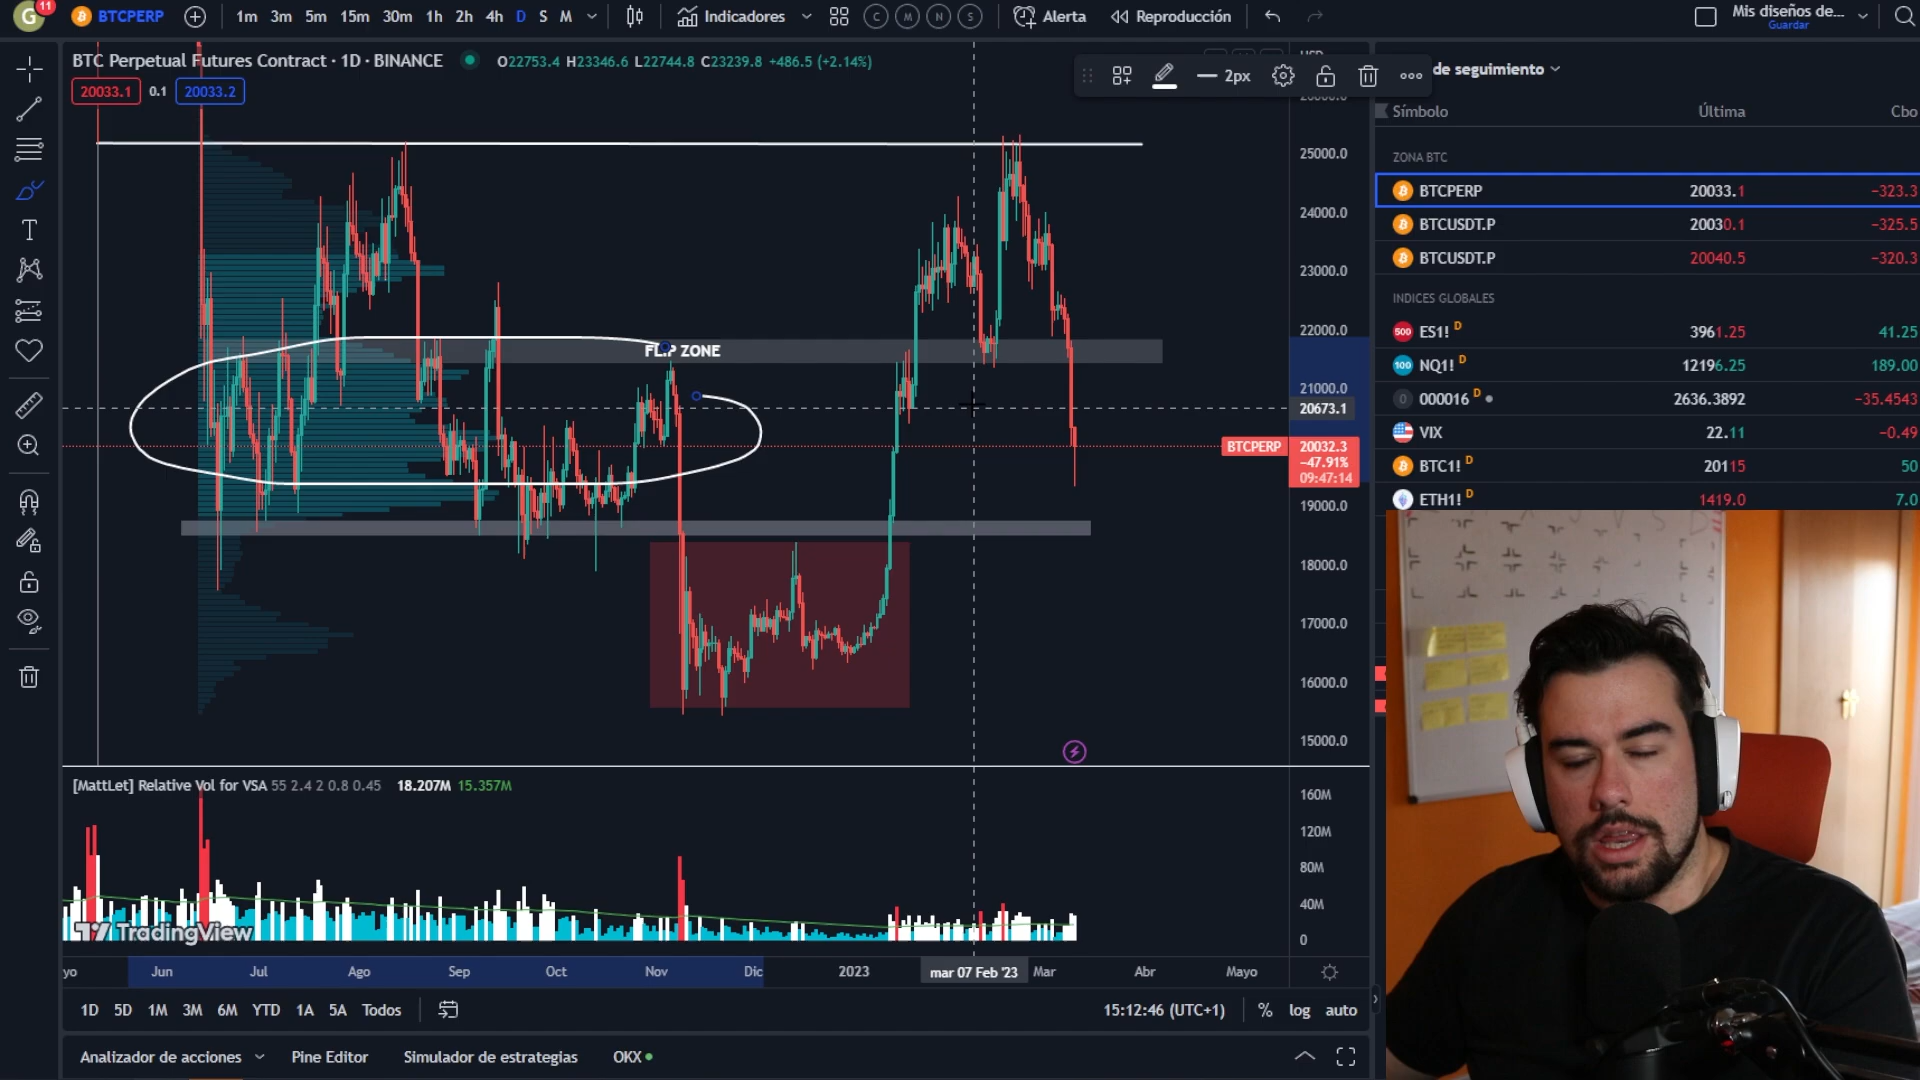 G 11 BTCPERP 1m 3m 5m 15m 30m 1h 2h 4h D S M Indicadores C M N S Alerta Reproducción Mis diseños de...
Guardar
BTC Perpetual Futures Contract · 1D · BINANCE O22753.4 H23346.6 L22744.8 C23239.8 +486.5 (+2.14%)
20033.1 0.1 20033.2
2px
de seguimiento
Símbolo Última Cbo
ZONA BTC
BTCPERP 20033.1 −323.3
BTCUSDT.P 20030.1 −325.5
BTCUSDT.P 20040.5 −320.3
INDICES GLOBALES
500 ES1! D 3961.25 41.25
100 NQ1! D 12196.25 189.00
0 000016 D 2636.3892 −35.4543
VIX 22.11 −0.49
BTC1! D 20115 50
ETH1! D 1419.0 7.0
25000.0
24000.0
23000.0
22000.0
21000.0
20673.1
BTCPERP 20032.3
−47.91%
09:47:14
19000.0
18000.0
17000.0
16000.0
15000.0
FLIP ZONE
[MattLet] Relative Vol for VSA 55 2.4 2 0.8 0.45 18.207M 15.357M
160M
120M
80M
40M
0
TradingView
yo Jun Jul Ago Sep Oct Nov Dic 2023 mar 07 Feb '23 Mar Abr Mayo
1D 5D 1M 3M 6M YTD 1A 5A Todos 15:12:46 (UTC+1) % log auto
Analizador de acciones Pine Editor Simulador de estrategias OKX